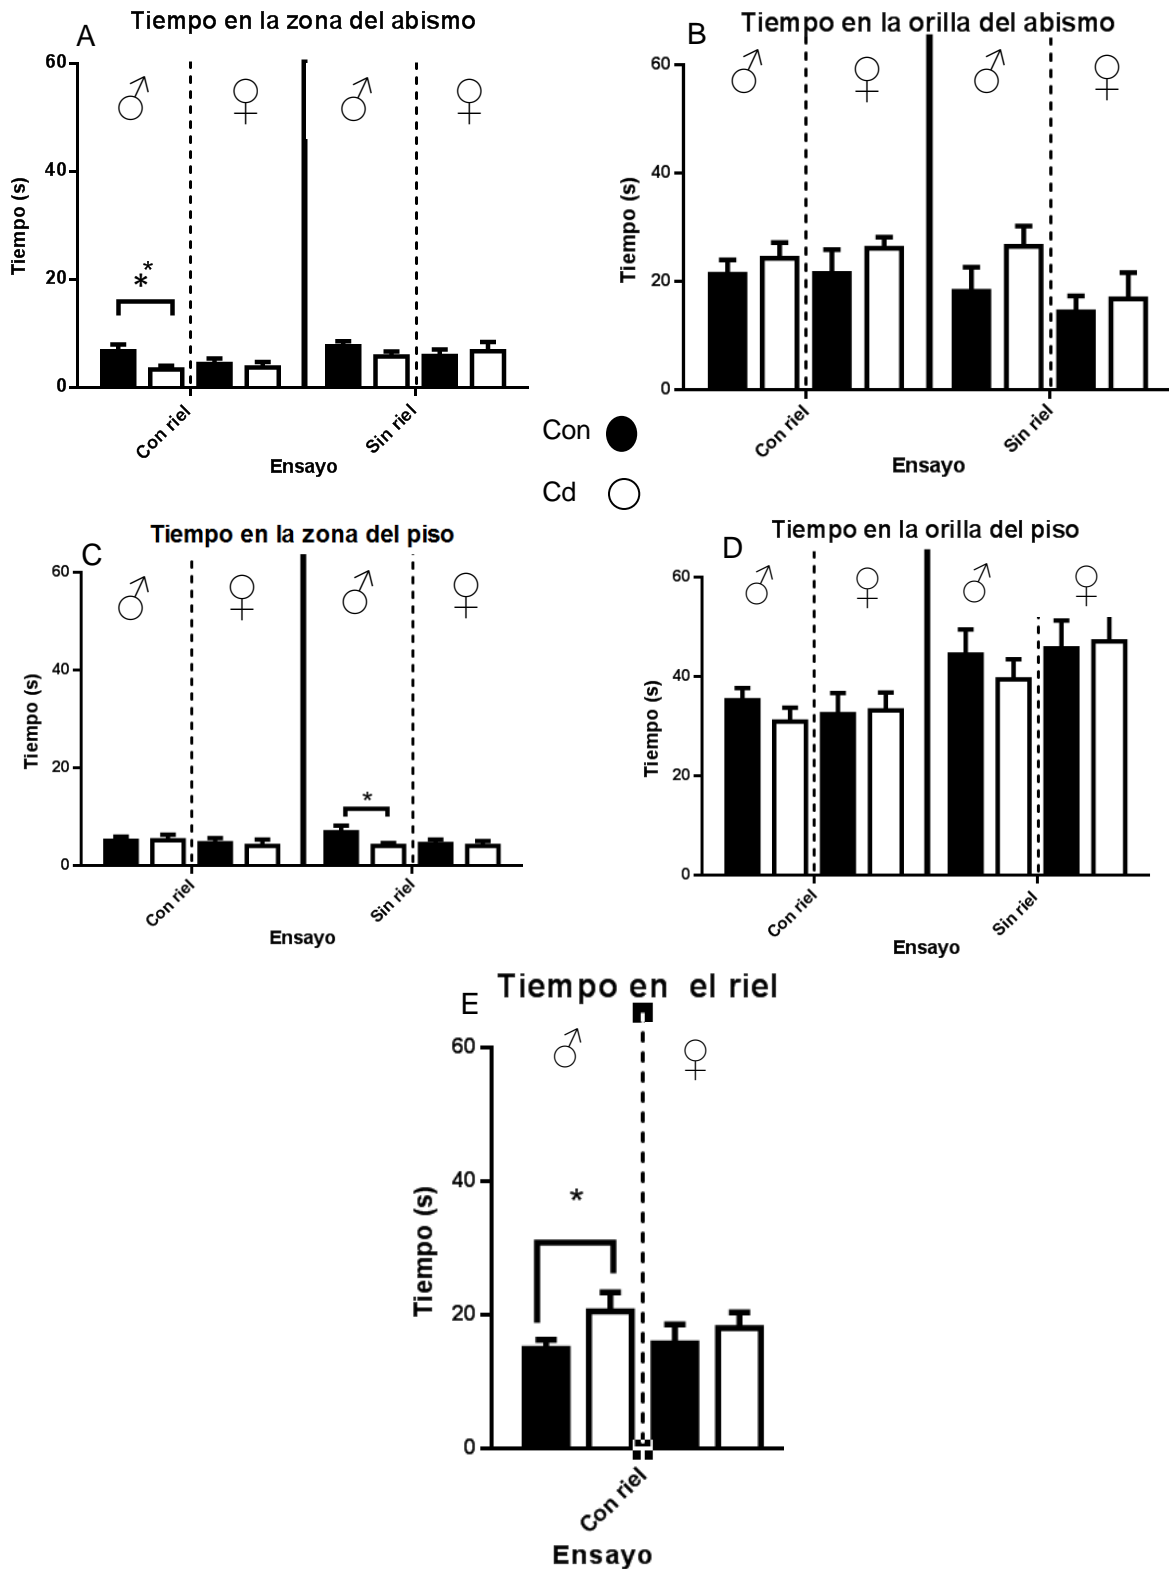 A
Tiempo en la zona del abismo
60
40
20
0
Tiempo (s)
♂
♀
♂
♀
**
Con riel
Sin riel
Ensayo
B
Tiempo en la orilla del abismo
60
40
20
0
Tiempo (s)
♂
♀
♂
♀
Con riel
Sin riel
Ensayo
Con
Cd
C
Tiempo en la zona del piso
60
40
20
0
Tiempo (s)
♂
♀
♂
♀
*
Con riel
Sin riel
Ensayo
D
Tiempo en la orilla del piso
60
40
20
0
Tiempo (s)
♂
♀
♂
♀
Con riel
Sin riel
Ensayo
E
Tiempo en el riel
60
40
20
0
Tiempo (s)
♂
♀
*
Con riel
Ensayo